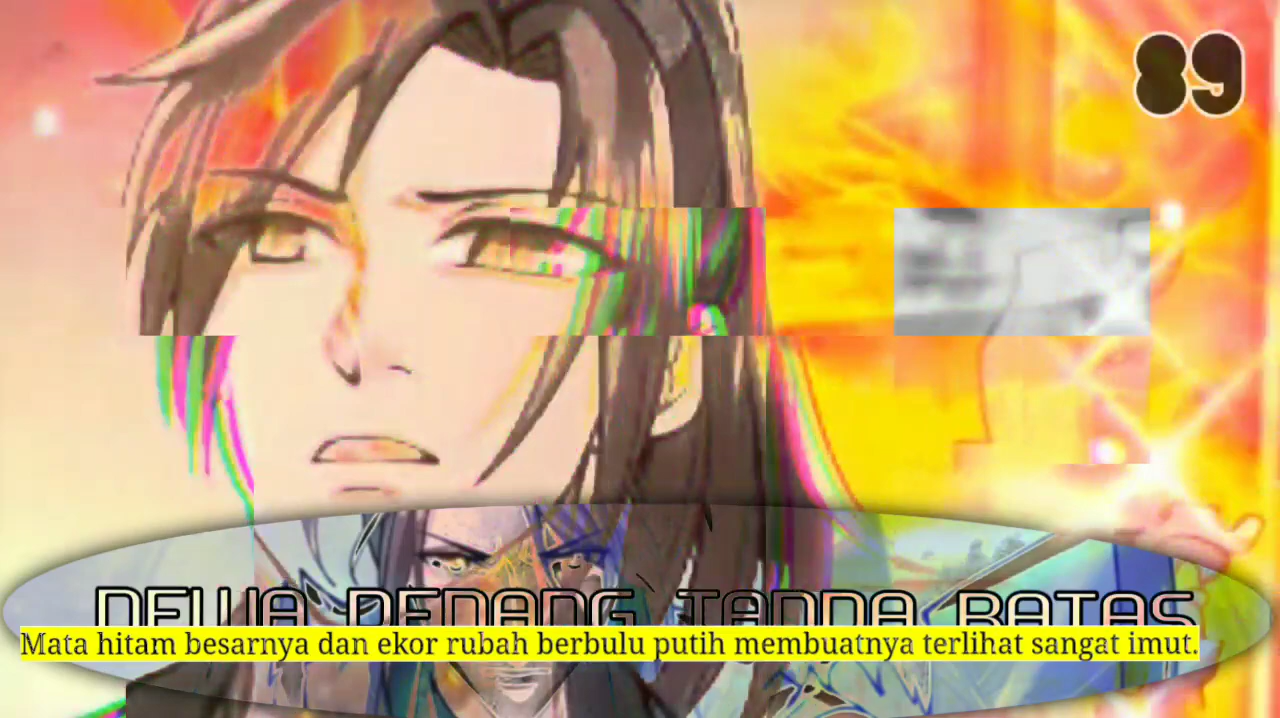 89
DEWA PEDANG TANPA BATAS
Mata hitam besarnya dan ekor rubah berbulu putih membuatnya terlihat sangat imut.